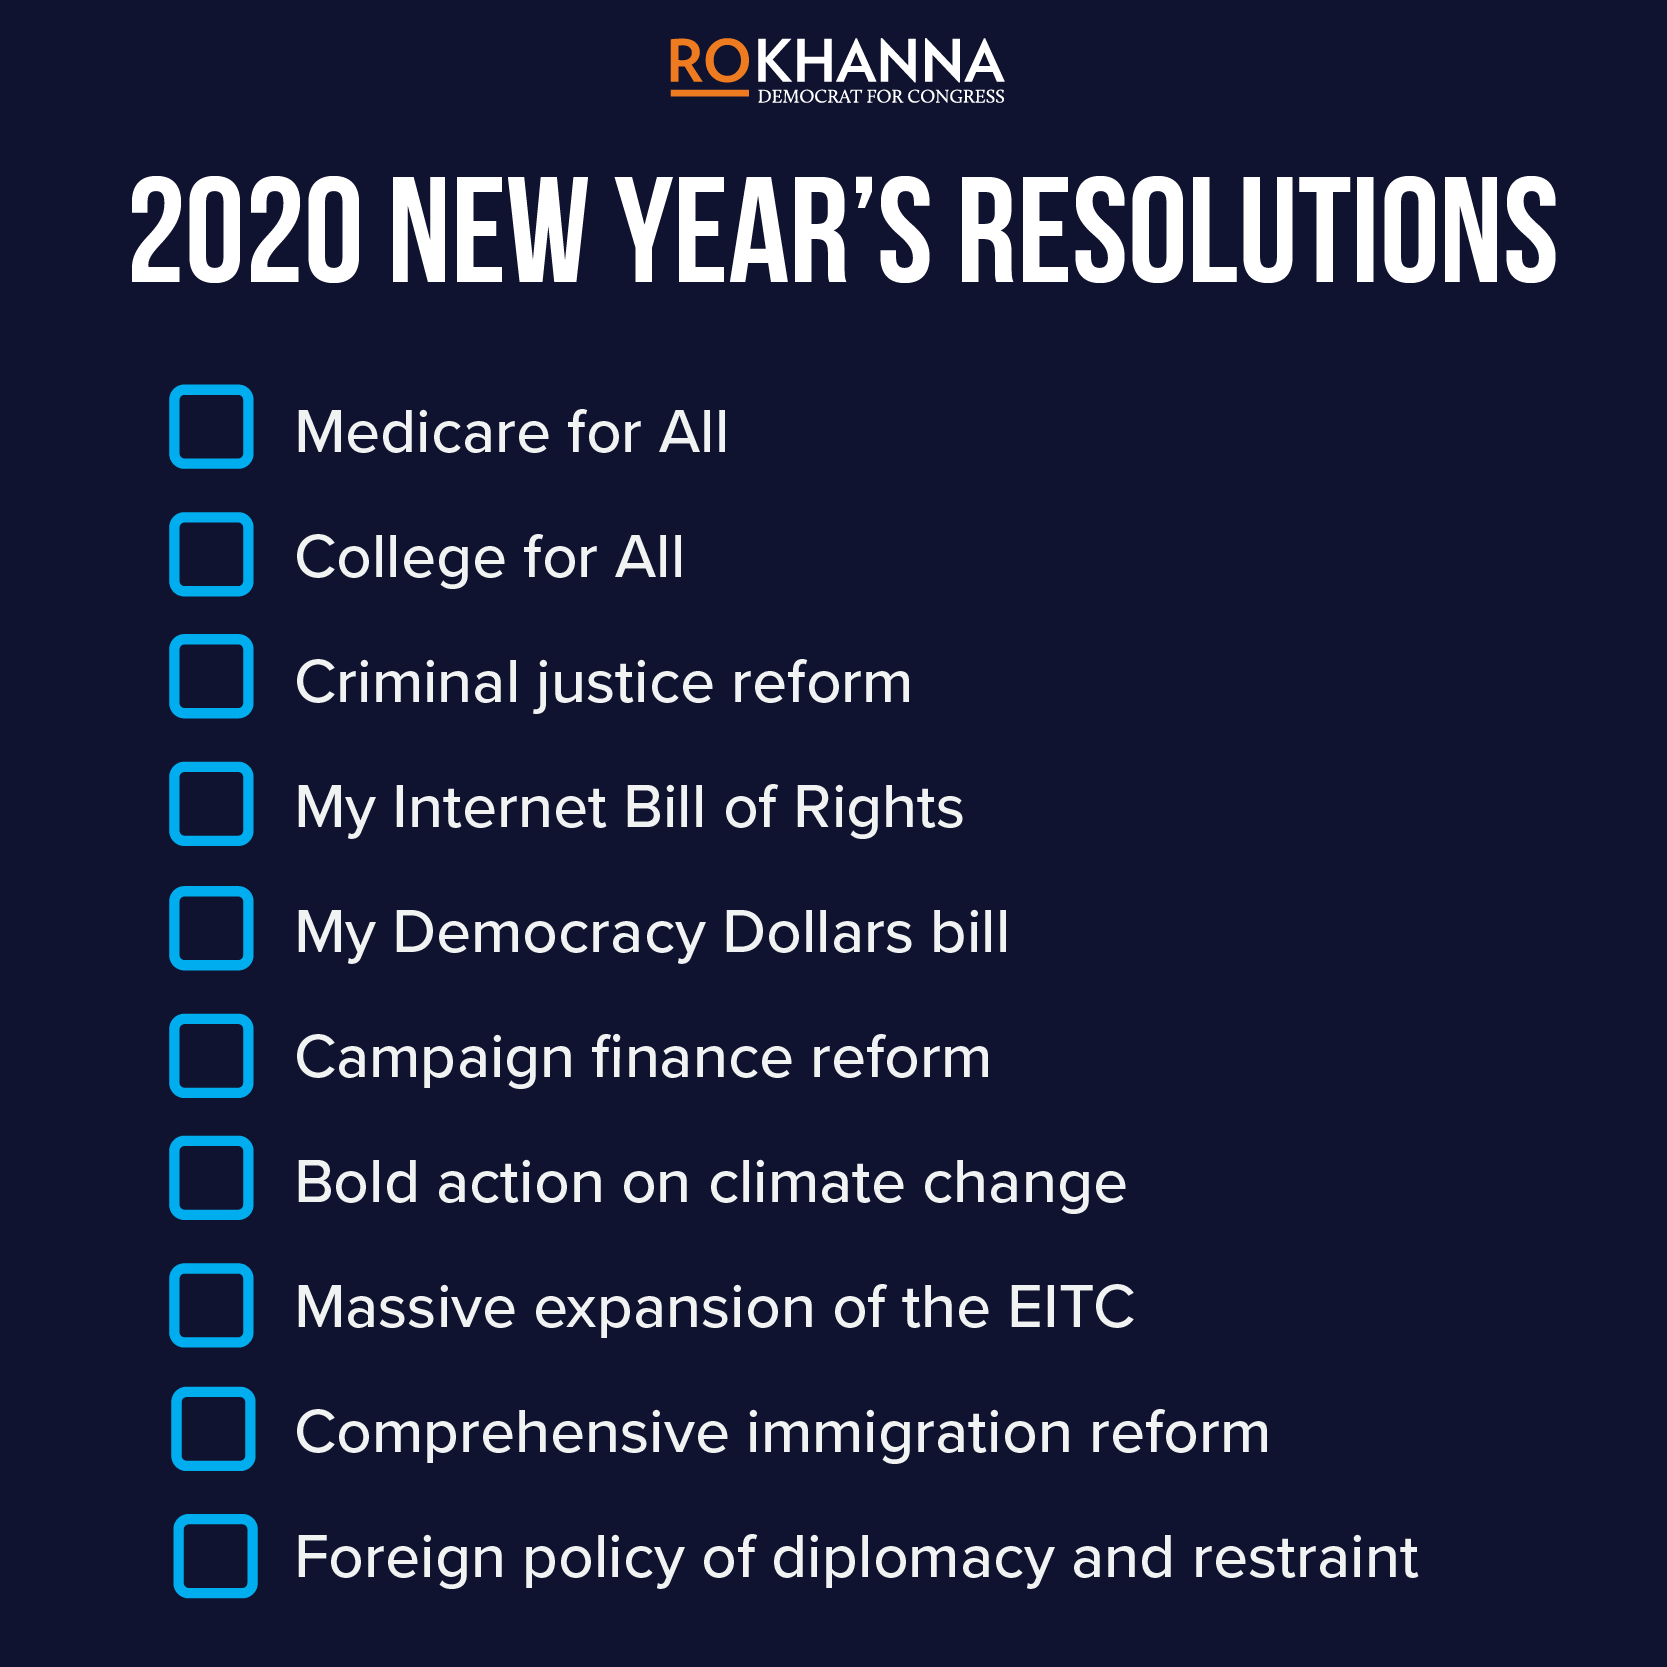 ROKHANNA
DEMOCRAT FOR CONGRESS
2020 NEW YEAR’S RESOLUTIONS
Medicare for All
College for All
Criminal justice reform
My Internet Bill of Rights
My Democracy Dollars bill
Campaign finance reform
Bold action on climate change
Massive expansion of the EITC
Comprehensive immigration reform
Foreign policy of diplomacy and restraint